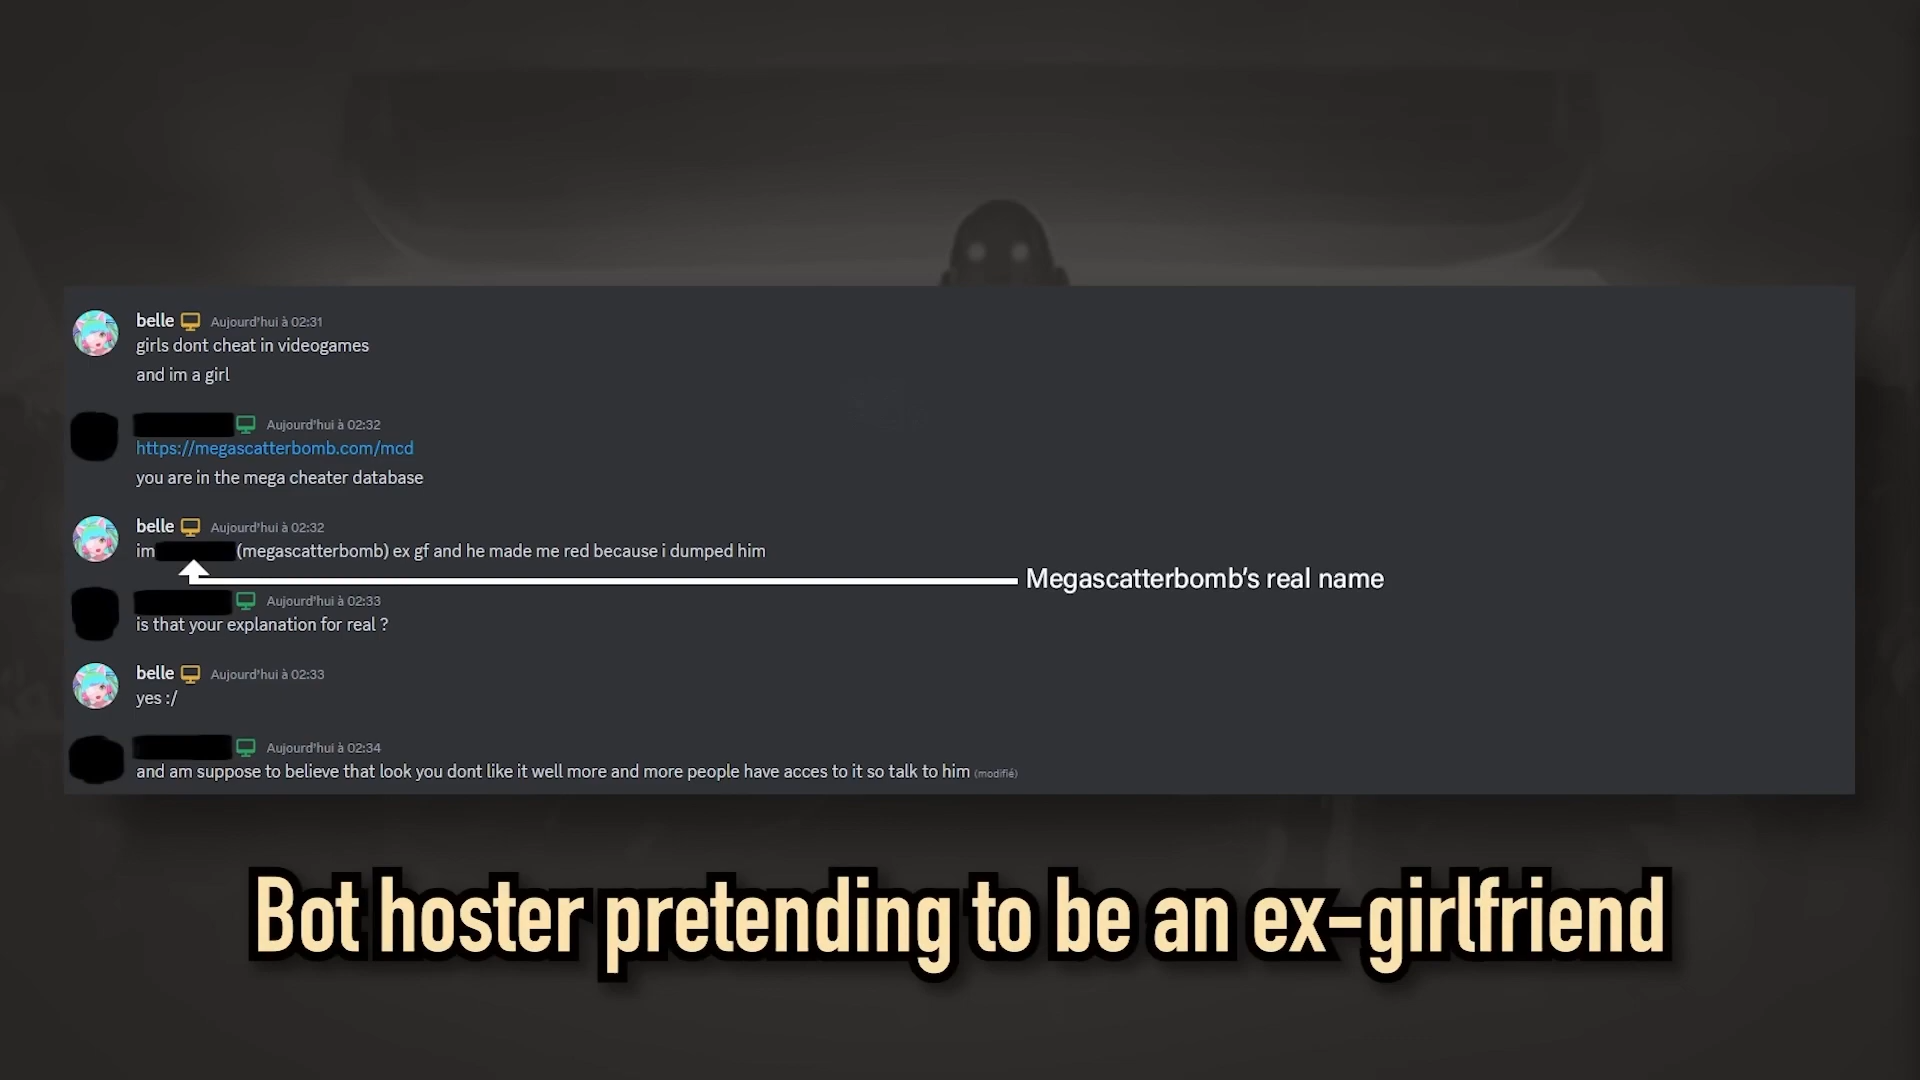 belle Aujourd'hui à 02:31
girls dont cheat in videogames
and im a girl
Aujourd'hui à 02:32
https://megascatterbomb.com/mcd
you are in the mega cheater database
belle Aujourd'hui à 02:32
im (megascatterbomb) ex gf and he made me red because i dumped him
Megascatterbomb's real name
Aujourd'hui à 02:33
is that your explanation for real ?
belle Aujourd'hui à 02:33
yes :/
Aujourd'hui à 02:34
and am suppose to believe that look you dont like it well more and more people have acces to it so talk to him (modifié)
Bot hoster pretending to be an ex-girlfriend